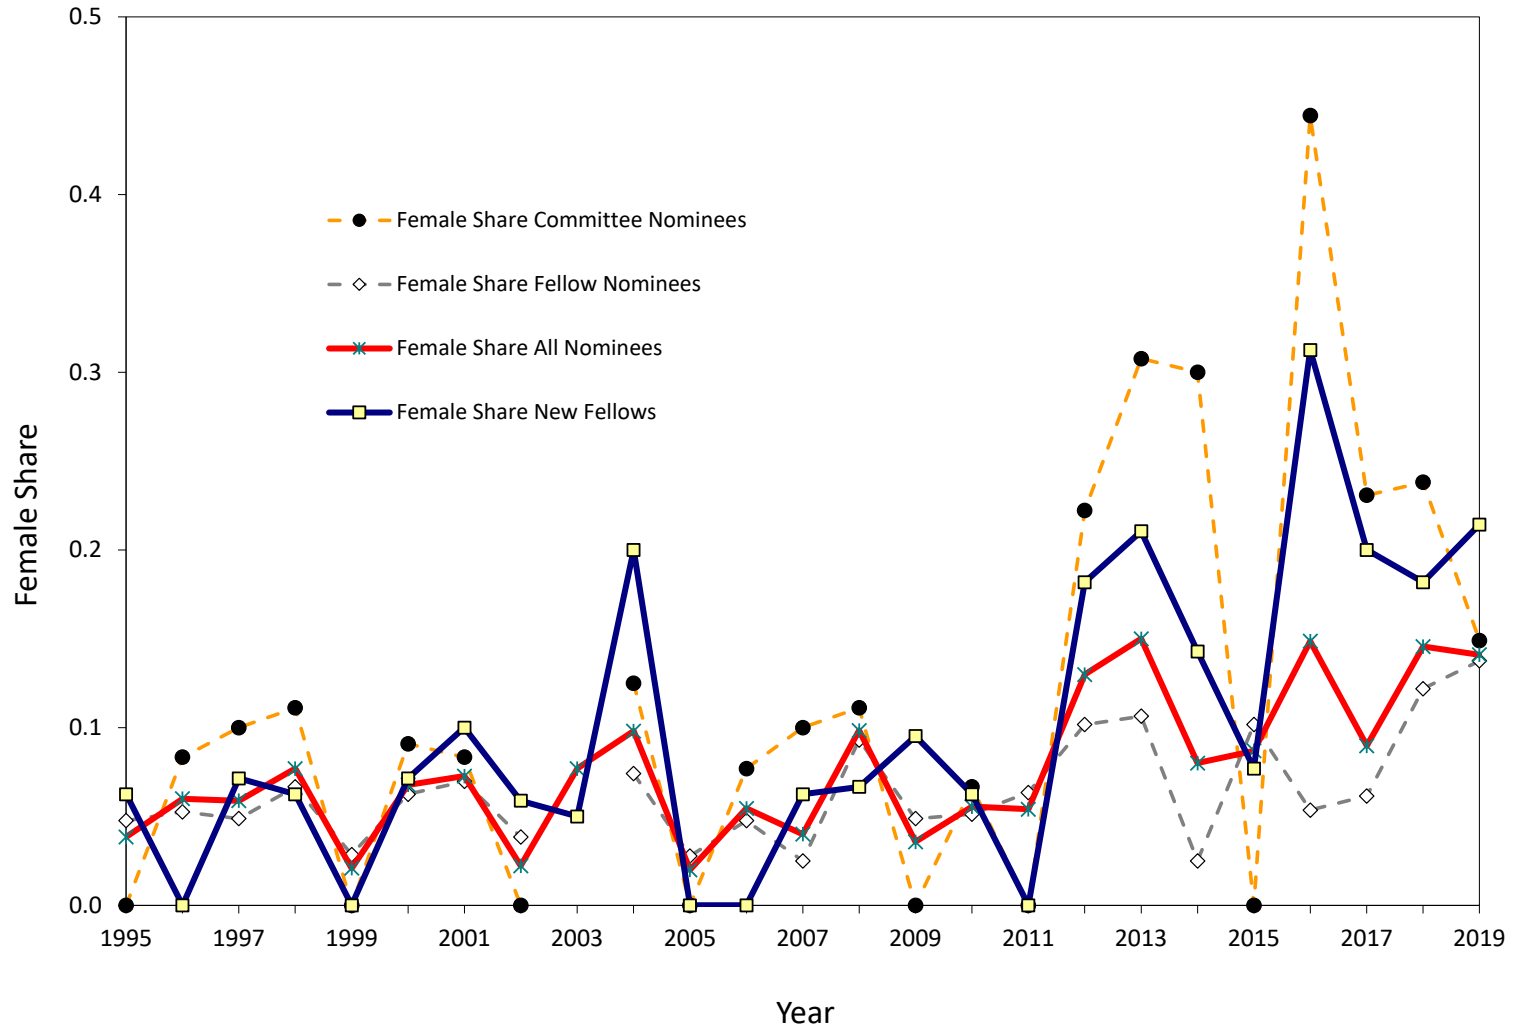 0.5
0.4
0.3
0.2
0.1
0.0
Female Share
Female Share Committee Nominees
Female Share Fellow Nominees
Female Share All Nominees
Female Share New Fellows
1995 1997 1999 2001 2003 2005 2007 2009 2011 2013 2015 2017 2019
Year